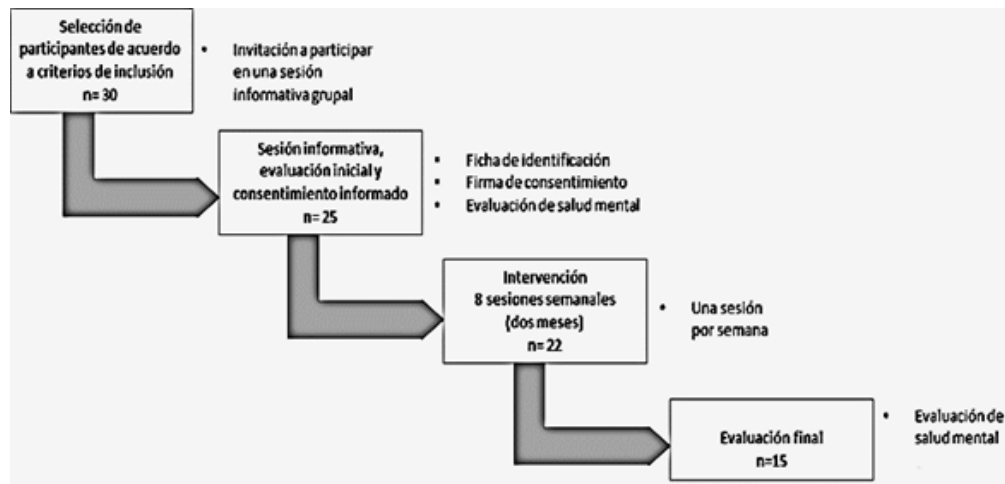 Selección de
participantes de acuerdo
a criterios de inclusión
n= 30
• Invitación a participar
en una sesión
informativa grupal
Sesión informativa,
evaluación inicial y
consentimiento informado
n= 25
• Ficha de identificación
• Firma de consentimiento
• Evaluación de salud mental
Intervención
8 sesiones semanales
(dos meses)
n= 22
• Una sesión
por semana
Evaluación final
n=15
• Evaluación de
salud mental